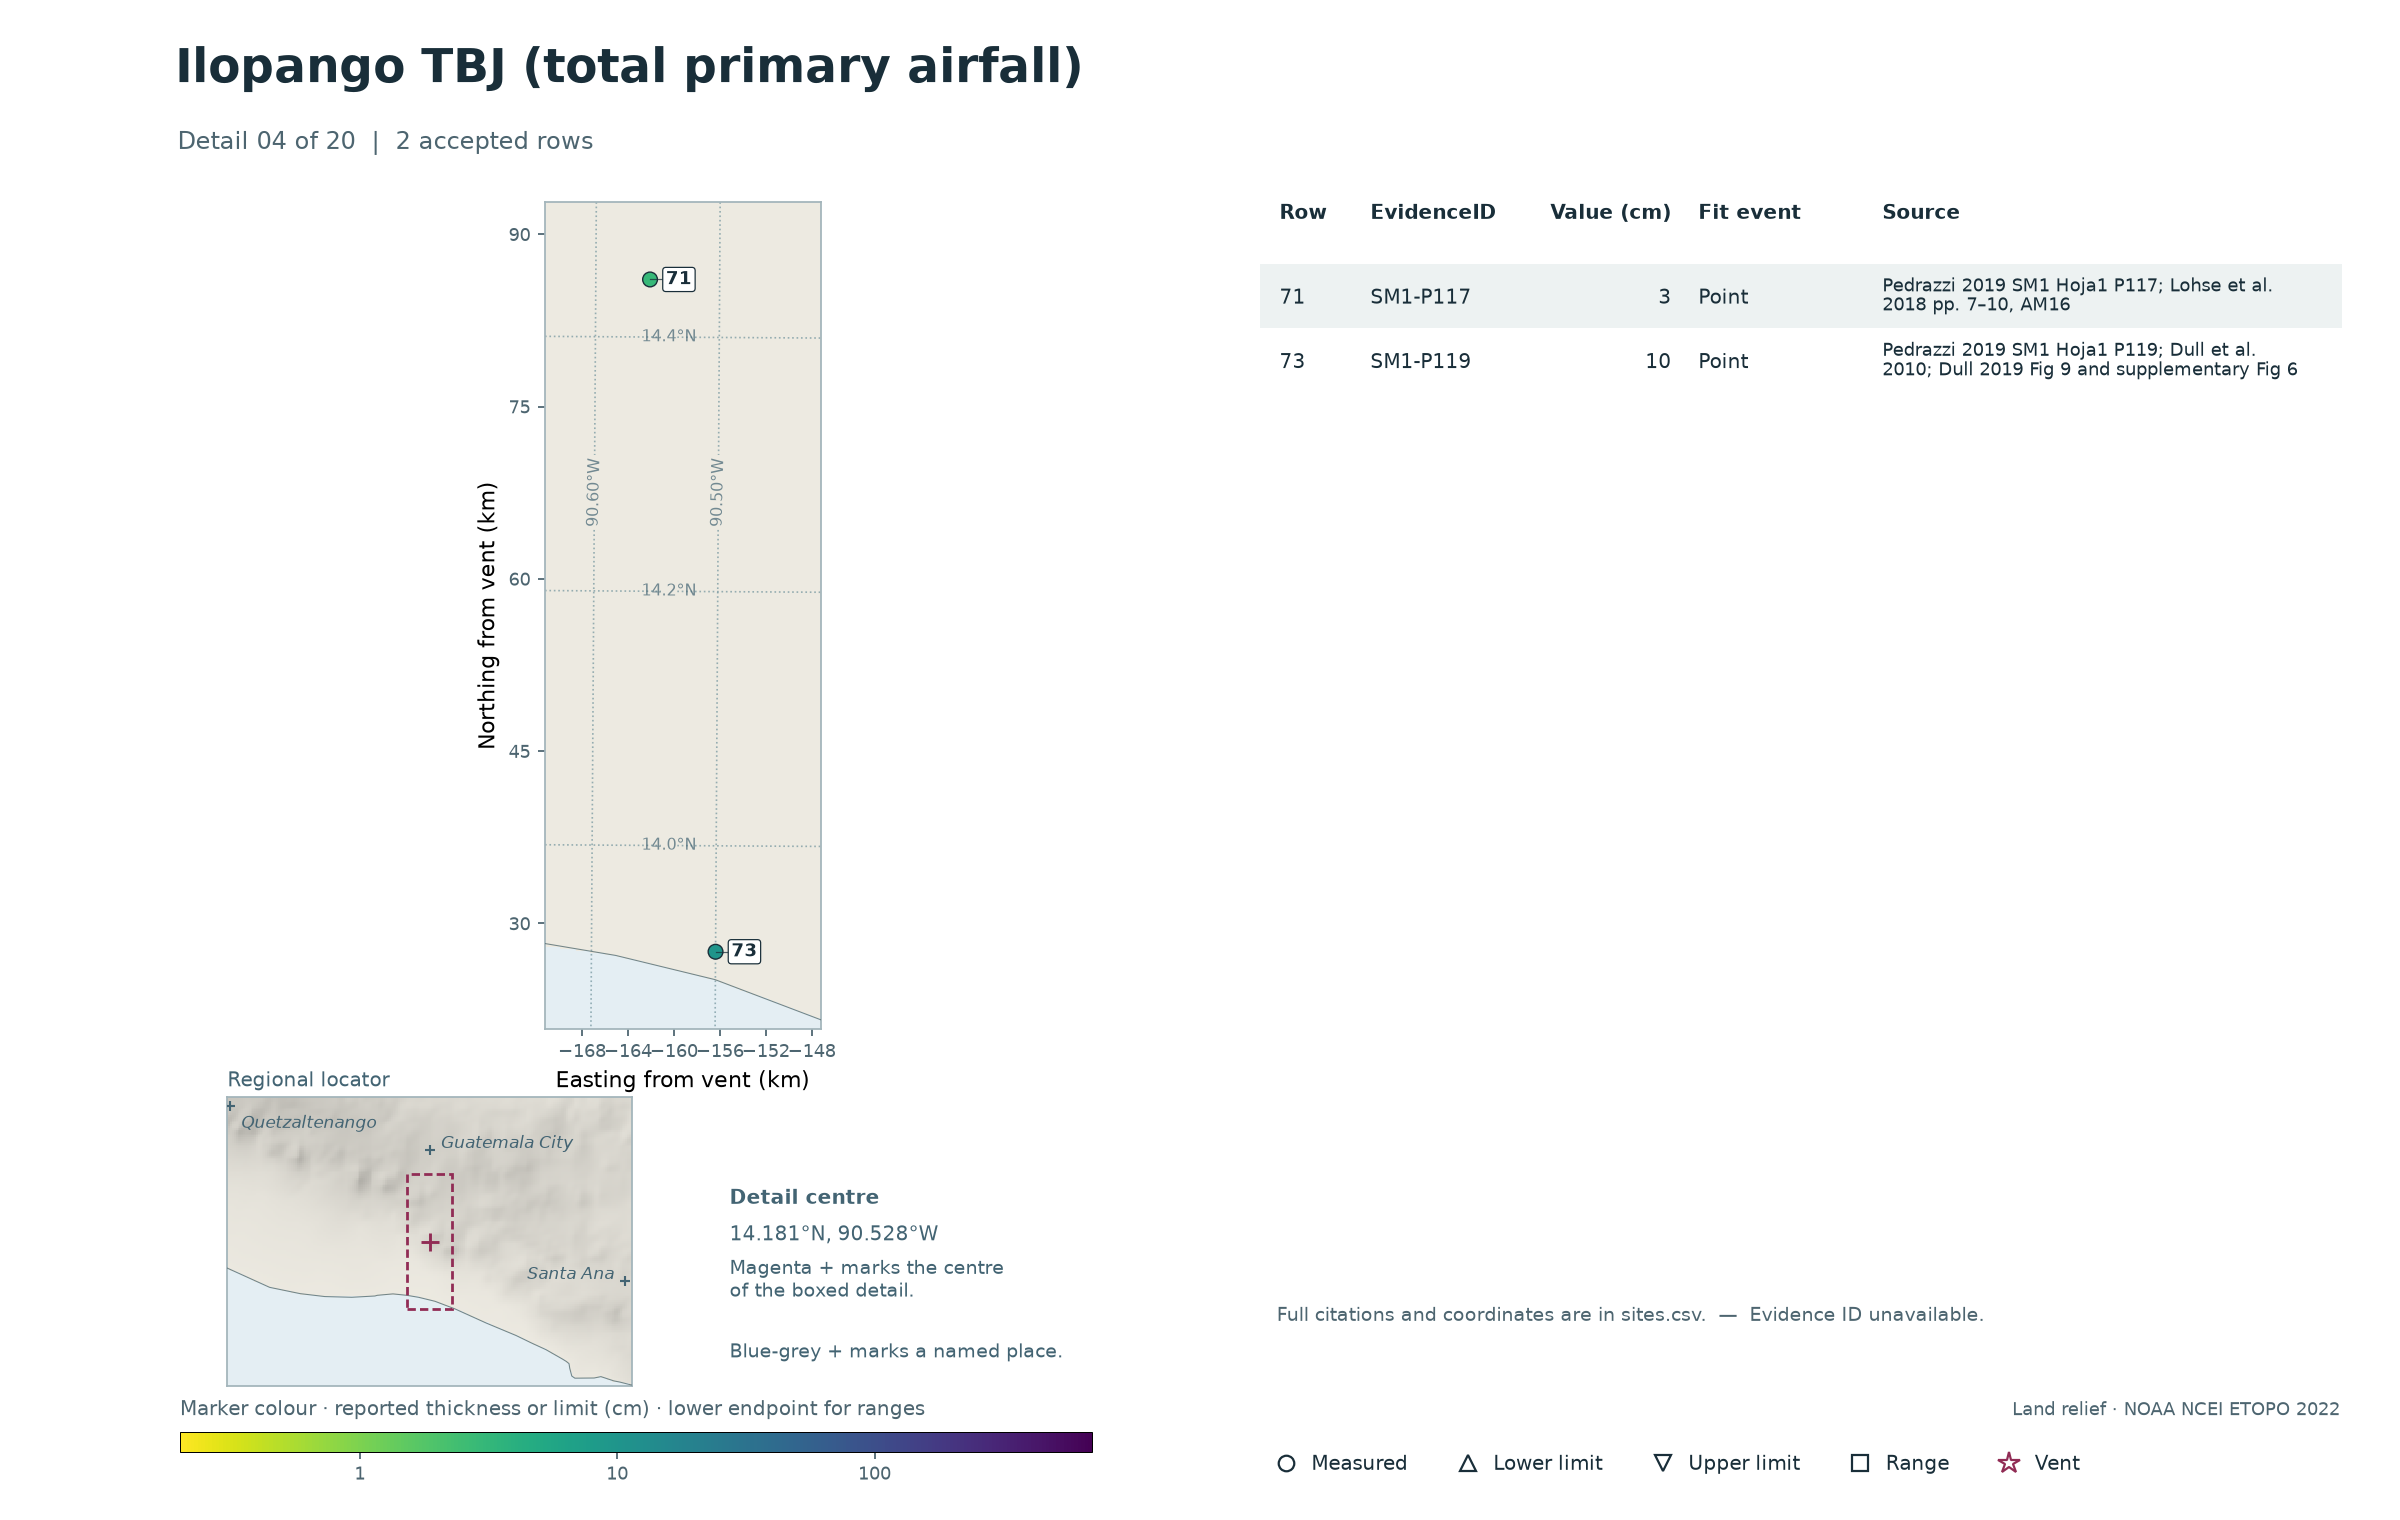 Ilopango TBJ (total primary airfall)
Detail 04 of 20 | 2 accepted rows
90
75
60
45
30
Northing from vent (km)
71
14.4°N
90.60°W
90.50°W
14.2°N
14.0°N
73
−168
−164
−160
−156
−152
−148
Easting from vent (km)
Row EvidenceID Value (cm) Fit event Source
71 SM1-P117 3 Point Pedrazzi 2019 SM1 Hoja1 P117; Lohse et al.
2018 pp. 7–10, AM16
73 SM1-P119 10 Point Pedrazzi 2019 SM1 Hoja1 P119; Dull et al.
2010; Dull 2019 Fig 9 and supplementary Fig 6
Regional locator
Quetzaltenango
Guatemala City
Santa Ana
Detail centre
14.181°N, 90.528°W
Magenta + marks the centre
of the boxed detail.
Blue-grey + marks a named place.
Full citations and coordinates are in sites.csv. — Evidence ID unavailable.
Marker colour · reported thickness or limit (cm) · lower endpoint for ranges
1
10
100
Land relief · NOAA NCEI ETOPO 2022
Measured
Lower limit
Upper limit
Range
Vent